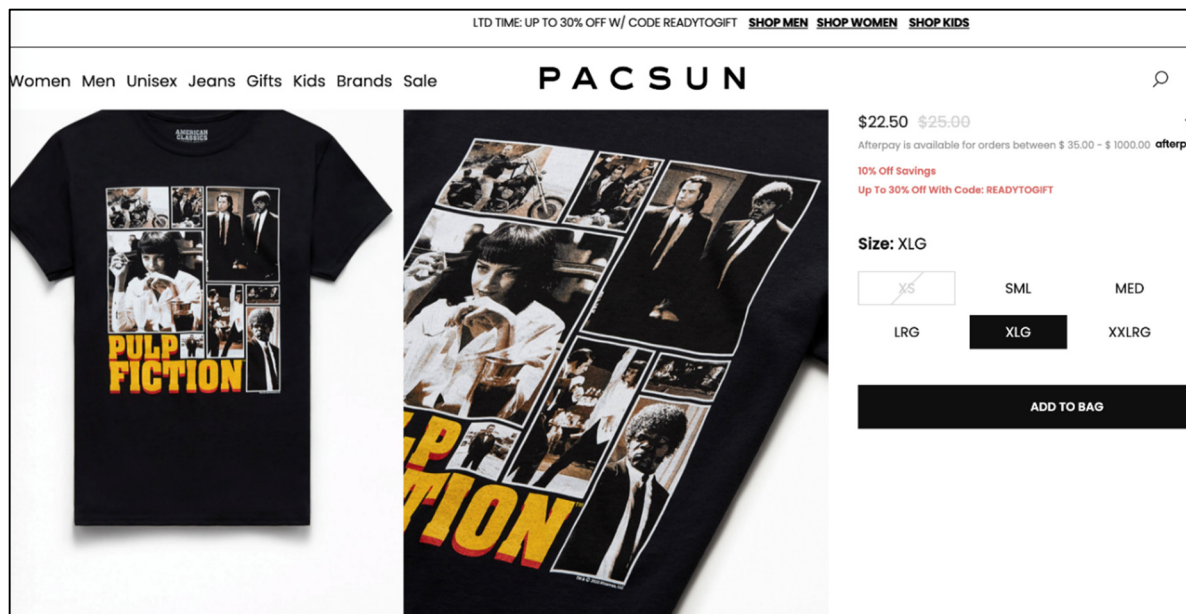 LTD TIME: UP TO 30% OFF W/ CODE READYTOGIFT SHOP MEN SHOP WOMEN SHOP KIDS
Women Men Unisex Jeans Gifts Kids Brands Sale
PACSUN
AMERICAN
CLASSICS
PULP
FICTION
LP
TION™
$22.50 $25.00
Afterpay is available for orders between $ 35.00 - $ 1000.00 afterp
10% Off Savings
Up To 30% Off With Code: READYTOGIFT
Size: XLG
XS SML MED
LRG XLG XXLRG
ADD TO BAG